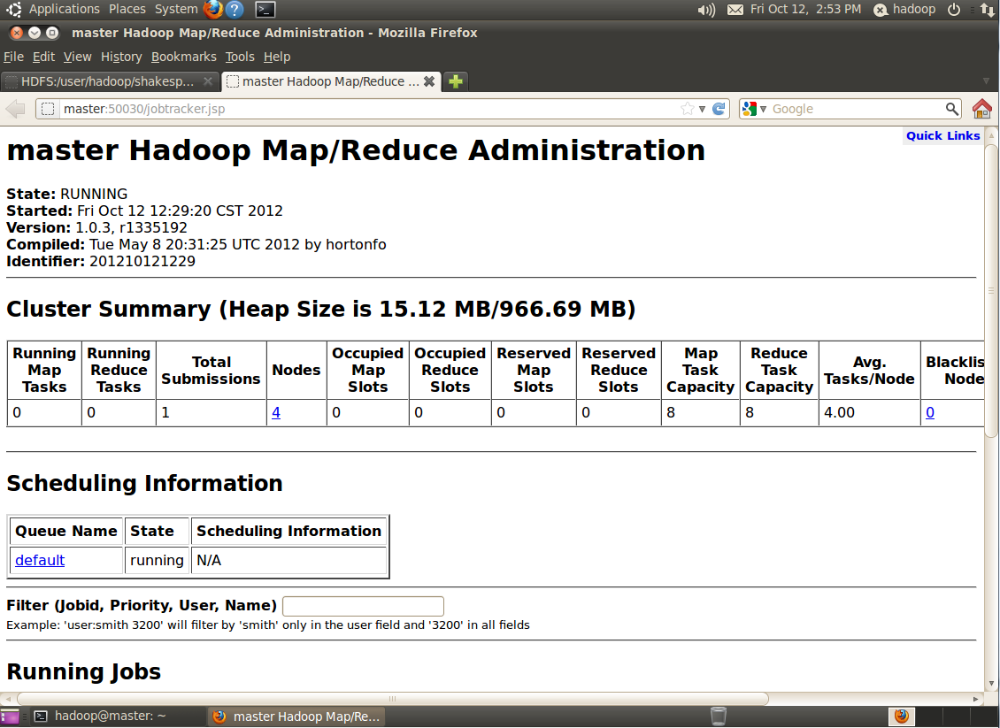 Applications Places System
Fri Oct 12, 2:53 PM hadoop
master Hadoop Map/Reduce Administration - Mozilla Firefox
File Edit View History Bookmarks Tools Help
HDFS:/user/hadoop/shakesp... master Hadoop Map/Reduce ...
master:50030/jobtracker.jsp Google
Quick Links
master Hadoop Map/Reduce Administration
State: RUNNING
Started: Fri Oct 12 12:29:20 CST 2012
Version: 1.0.3, r1335192
Compiled: Tue May 8 20:31:25 UTC 2012 by hortonfo
Identifier: 201210121229
Cluster Summary (Heap Size is 15.12 MB/966.69 MB)
Running Map Tasks Running Reduce Tasks Total Submissions Nodes Occupied Map Slots Occupied Reduce Slots Reserved Map Slots Reserved Reduce Slots Map Task Capacity Reduce Task Capacity Avg. Tasks/Node Blacklis Node
0 0 1 4 0 0 0 0 8 8 4.00 0
Scheduling Information
Queue Name State Scheduling Information
default running N/A
Filter (Jobid, Priority, User, Name)
Example: 'user:smith 3200' will filter by 'smith' only in the user field and '3200' in all fields
Running Jobs
hadoop@master: ~ master Hadoop Map/Re...